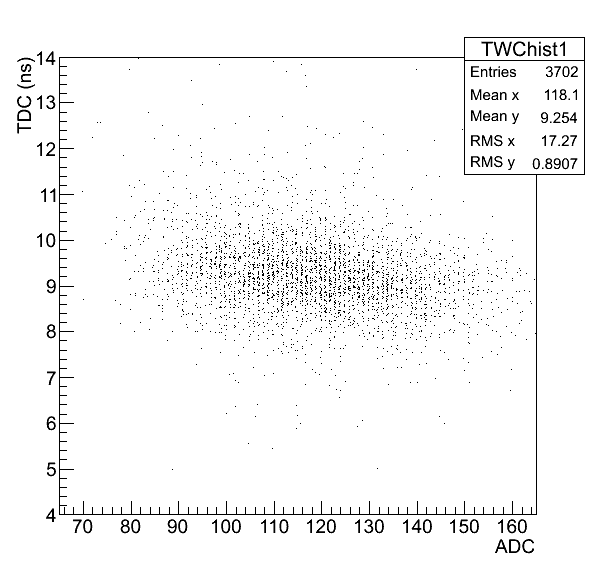 TWChist1
Entries 3702
Mean x 118.1
Mean y 9.254
RMS x 17.27
RMS y 0.8907
TDC (ns)
14
13
12
11
10
9
8
7
6
5
4
70 80 90 100 110 120 130 140 150 160
ADC